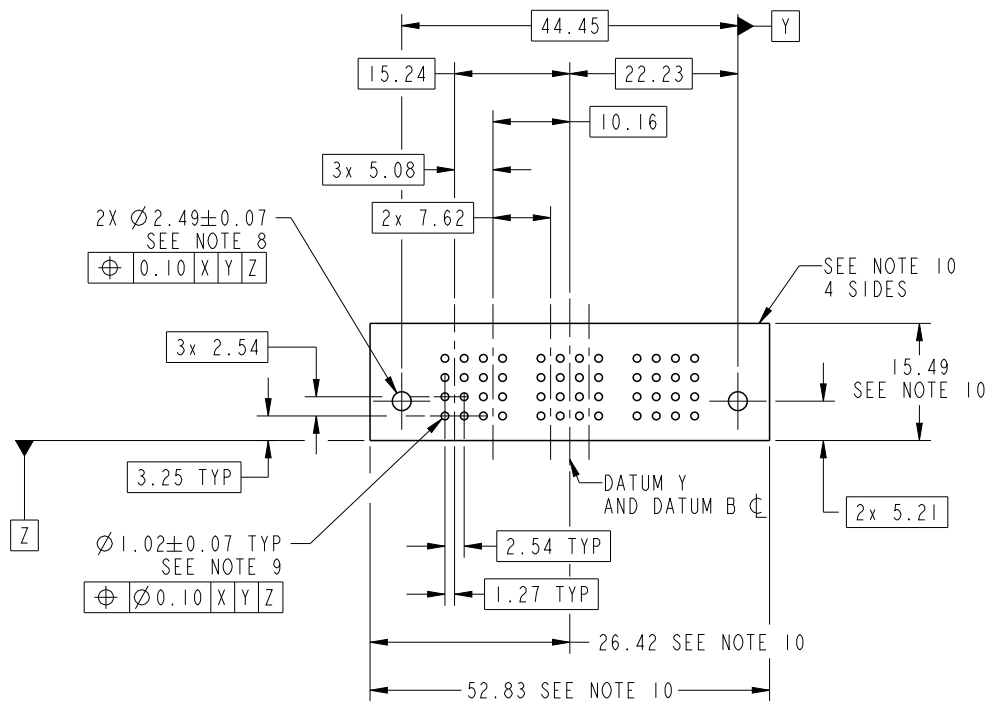 44.45
Y
15.24
22.23
10.16
3x 5.08
2x 7.62
2X Ø2.49±0.07
SEE NOTE 8
⌖ 0.10 X Y Z
SEE NOTE 10
4 SIDES
3x 2.54
15.49
SEE NOTE 10
3.25 TYP
DATUM Y
AND DATUM B ℄
2x 5.21
Z
Ø1.02±0.07 TYP
SEE NOTE 9
⌖ Ø0.10 X Y Z
2.54 TYP
1.27 TYP
26.42 SEE NOTE 10
52.83 SEE NOTE 10